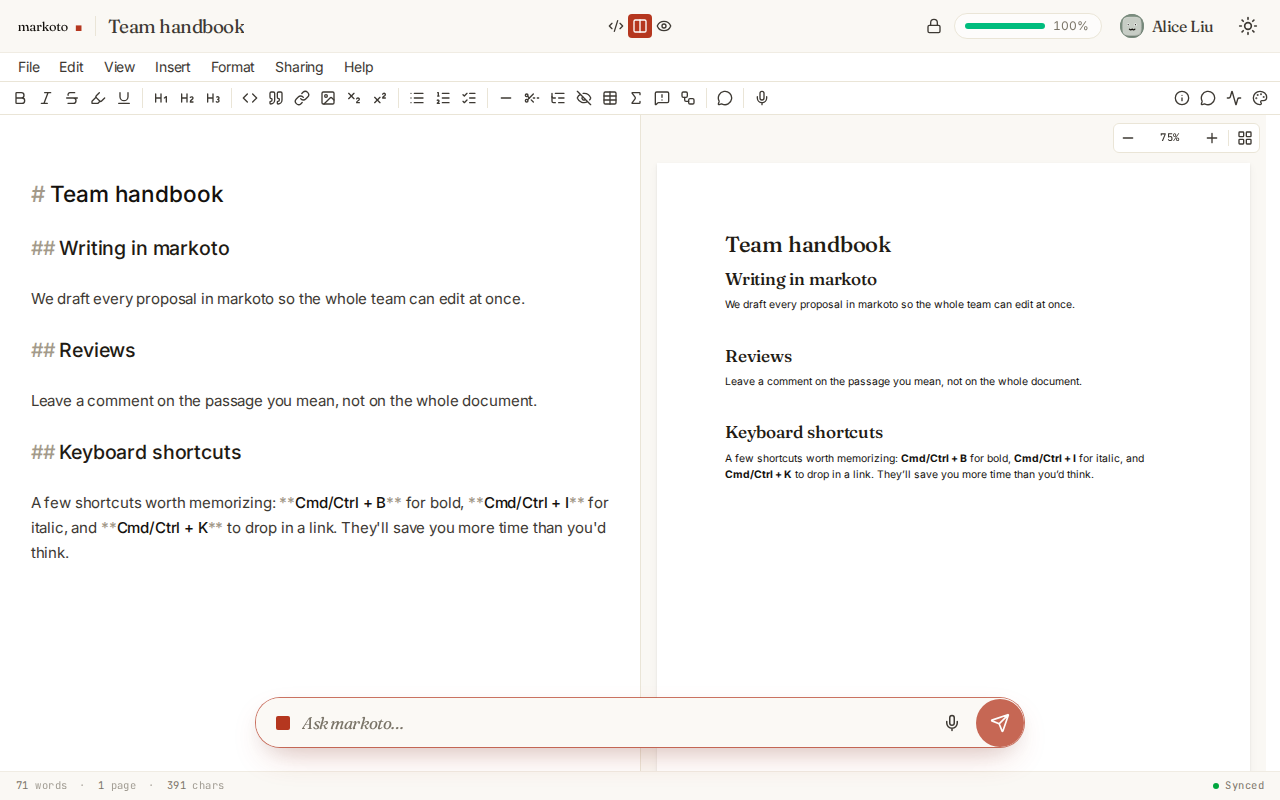 markoto
Team handbook
100%
Alice Liu
File Edit View Insert Format Sharing Help
H1 H2 H3
75%
# Team handbook
## Writing in markoto
We draft every proposal in markoto so the whole team can edit at once.
## Reviews
Leave a comment on the passage you mean, not on the whole document.
## Keyboard shortcuts
A few shortcuts worth memorizing: **Cmd/Ctrl + B** for bold, **Cmd/Ctrl + I** for
italic, and **Cmd/Ctrl + K** to drop in a link. They'll save you more time than you'd
think.
Team handbook
Writing in markoto
We draft every proposal in markoto so the whole team can edit at once.
Reviews
Leave a comment on the passage you mean, not on the whole document.
Keyboard shortcuts
A few shortcuts worth memorizing: Cmd/Ctrl + B for bold, Cmd/Ctrl + I for italic, and
Cmd/Ctrl + K to drop in a link. They'll save you more time than you'd think.
Ask markoto...
71 words · 1 page · 391 chars
Synced